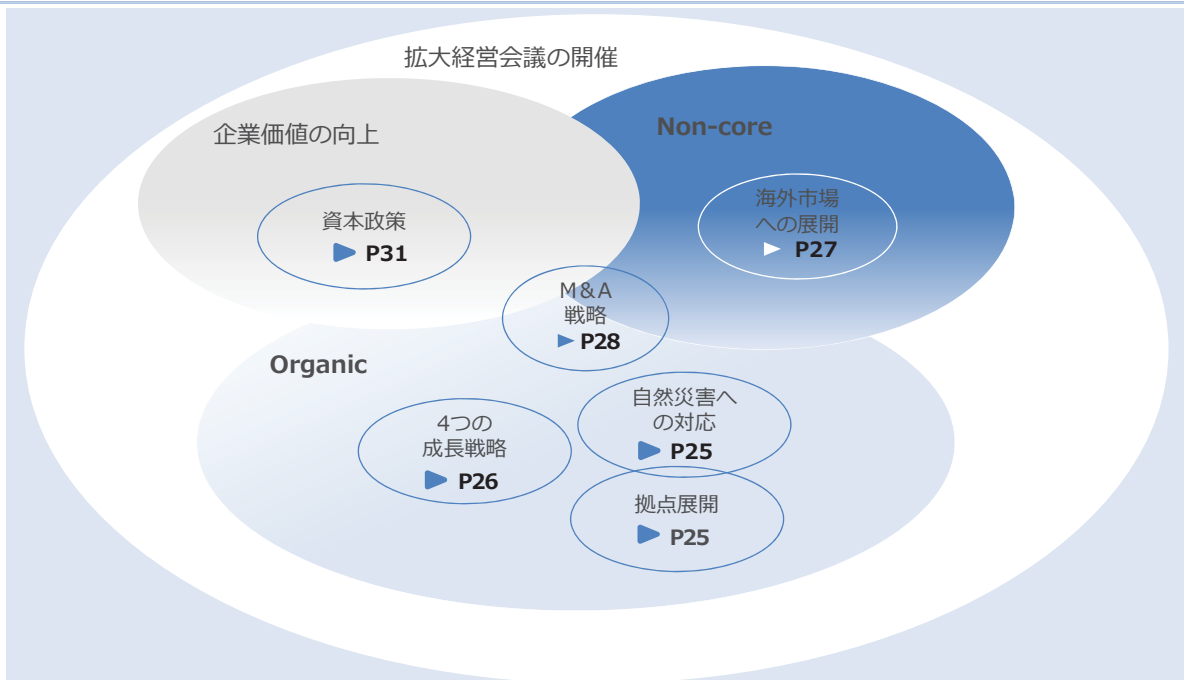 拡大経営会議の開催
企業価値の向上
Non-core
資本政策
▶ P31
海外市場
への展開
▶ P27
M&A
戦略
▶ P28
Organic
4つの
成長戦略
▶ P26
自然災害へ
の対応
▶ P25
拠点展開
▶ P25